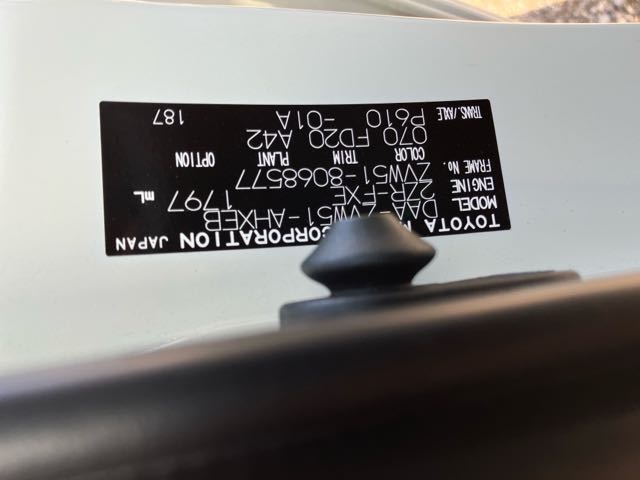 TOYOTA M CORPORATION JAPAN
MODEL DAA-ZVW51-AHXEB
ENGINE 2ZR-FXE 1797 mL
FRAME No. ZVW51-8068577
COLOR TRIM PLANT OPTION
070 FD20 A42
TRANS./AXLE P610 -01A 187